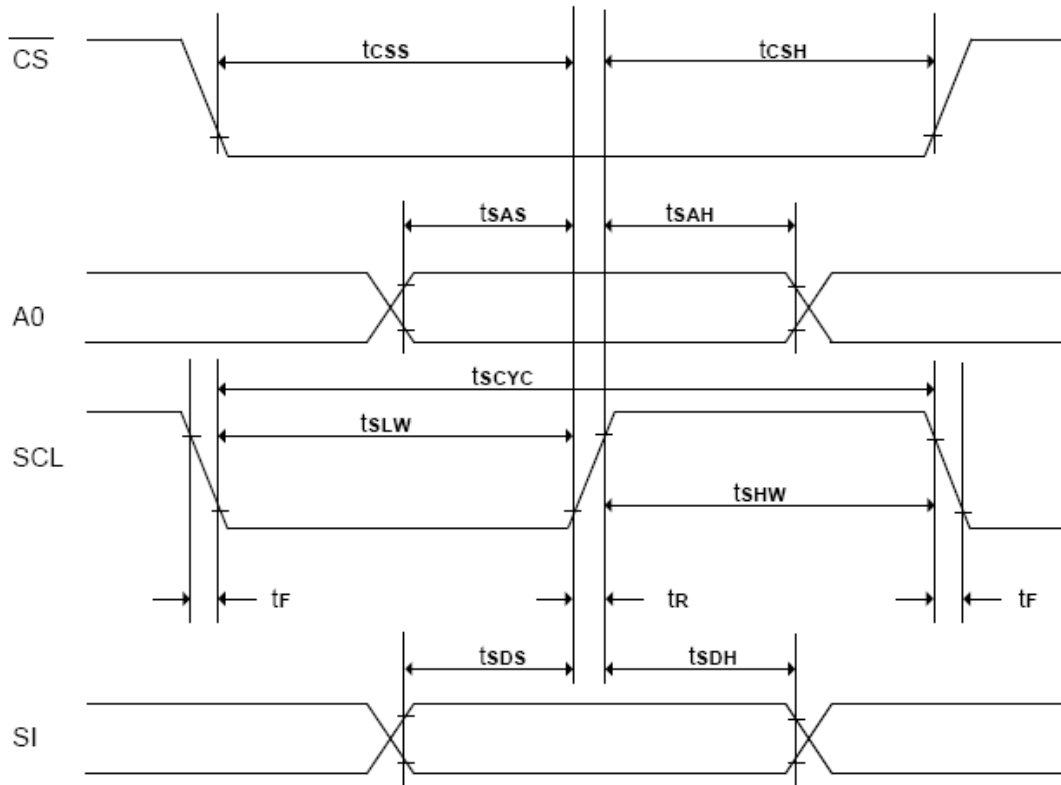 CS
tCSS
tCSH
tSAS
tSAH
A0
tSCYC
tSLW
SCL
tSHW
tF
tR
tF
tSDS
tSDH
SI